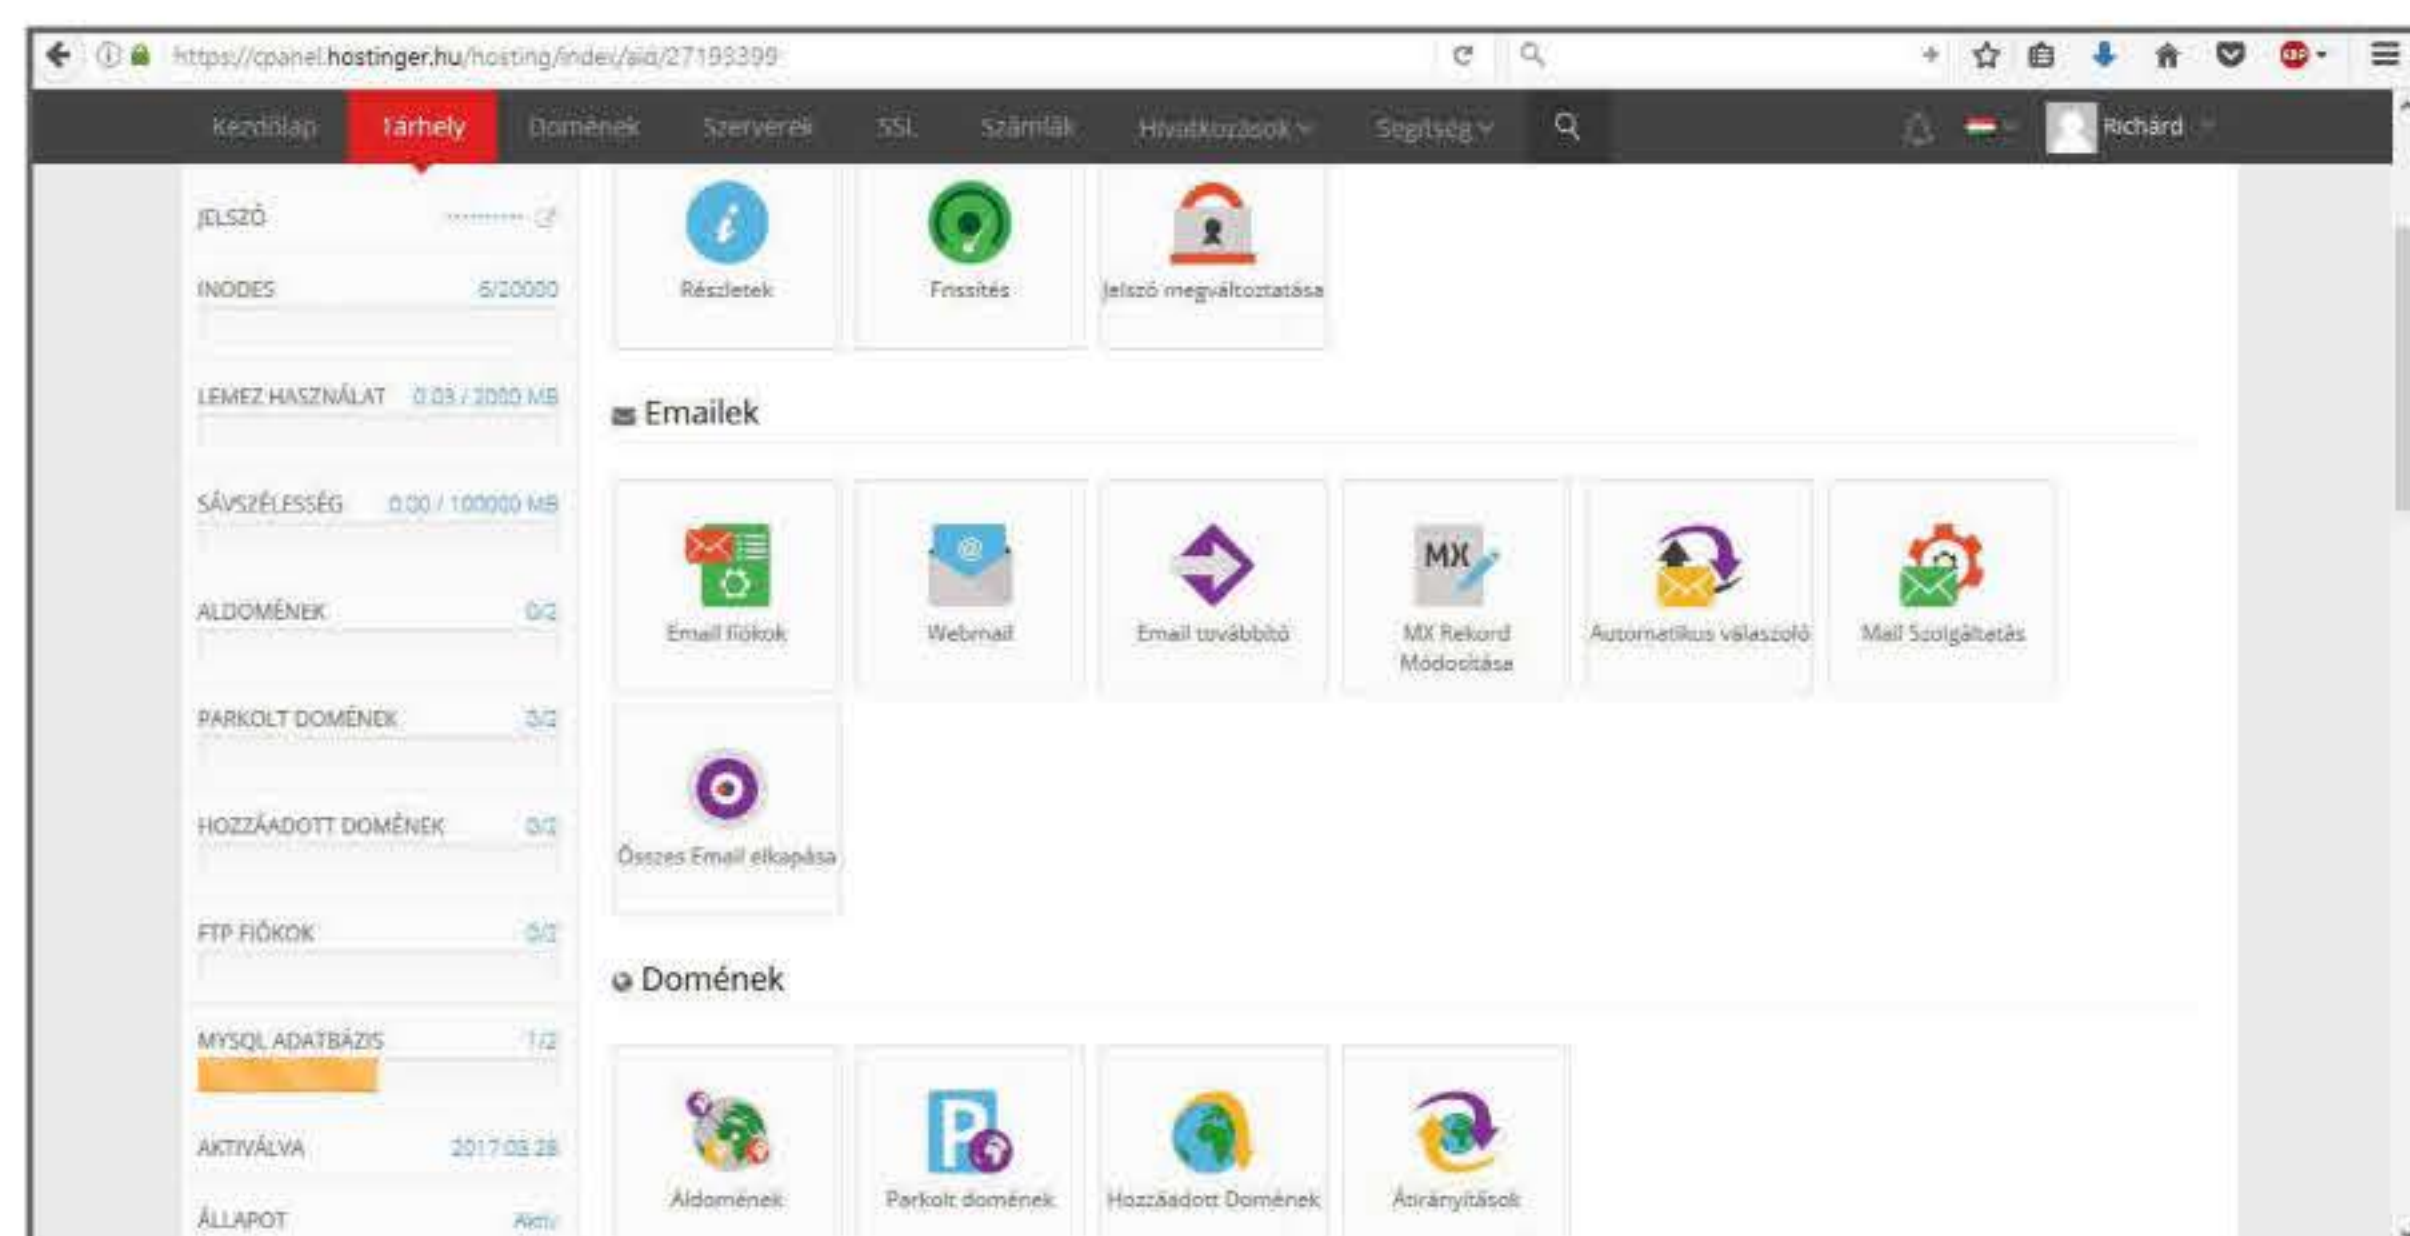 https://cpanel.hostinger.hu/hosting/index/aid/27193399
Kezdőlap Tárhely Domének Szerverek SSL Számlák Hivatkozások Segítség Richárd
JELSZÓ
INODES 6/20000
LEMEZ HASZNÁLAT 0.03 / 2000 MB
SÁVSZÉLESSÉG 0.00 / 100000 MB
ALDOMÉNEK 0/2
PARKOLT DOMÉNEK 0/2
HOZZÁADOTT DOMÉNEK 0/2
FTP FIÓKOK 0/2
MYSQL ADATBÁZIS 1/2
AKTIVÁLVA 2017-03-28
ÁLLAPOT Aktív
Részletek Frissítés Jelszó megváltoztatása
Emailek
Email fiókok Webmail Email továbbító MX Rekord Módosítása Automatikus válaszoló Mail Szolgáltatás
MX
@
Összes Email elkapása
Domének
P
Aldomének Parkolt domének Hozzáadott Domének Átirányítások
ABP